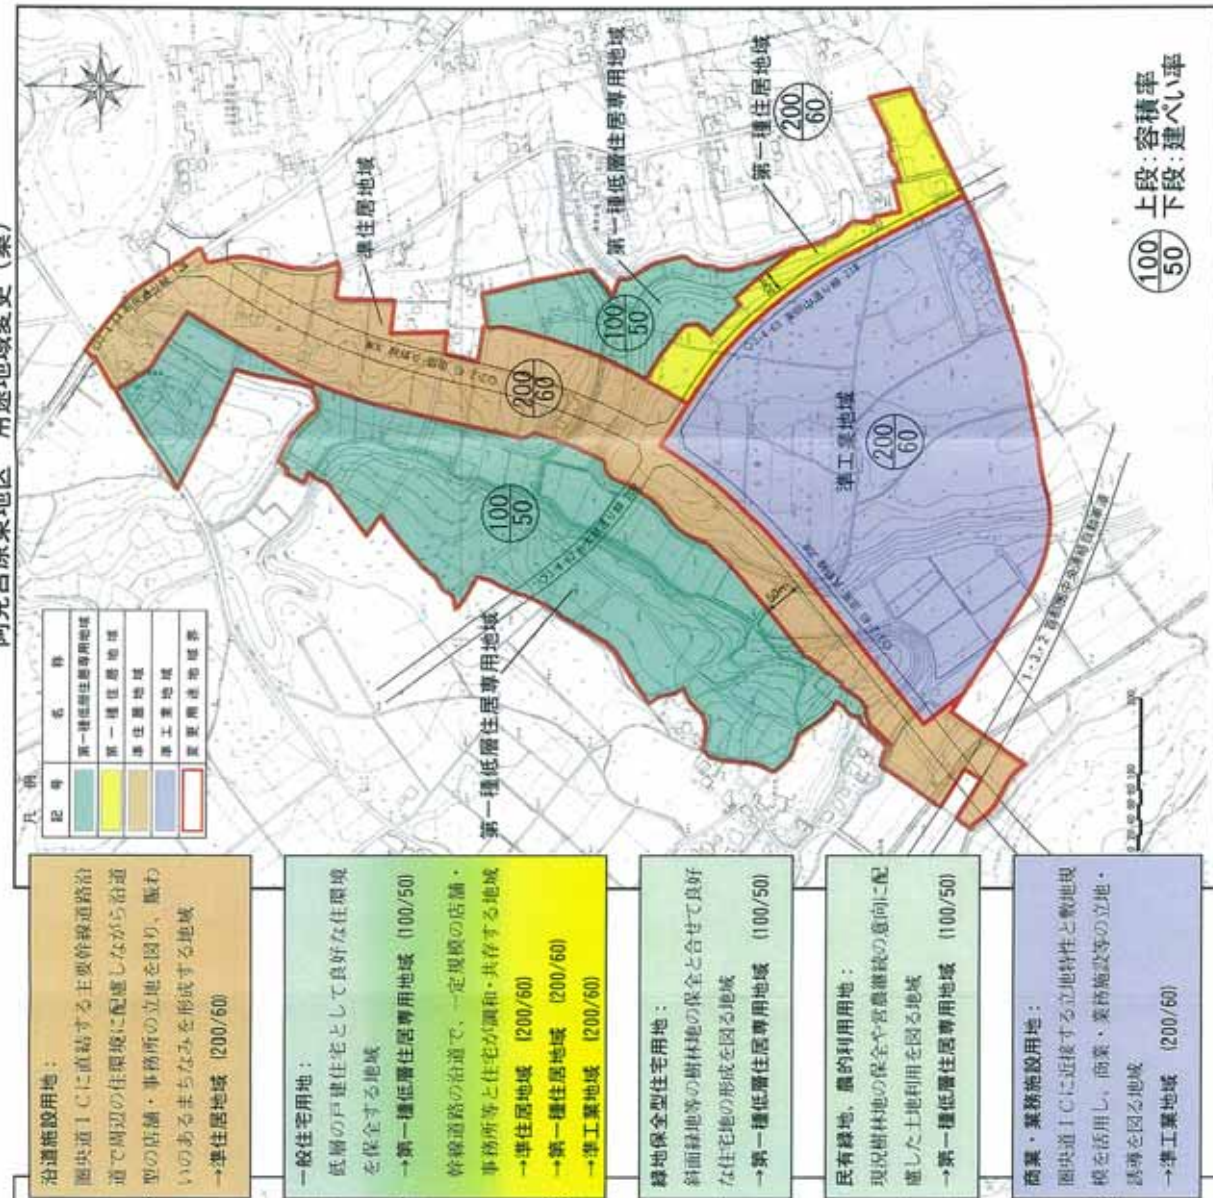 沿道施設用地：
圏央道ＩＣに直結する主要幹線道路沿
道で周辺の住環境に配慮しながら沿道
型の店舗・事務所の立地を図り、賑わ
いのあるまちなみを形成する地域
→準住居地域 (200/60)
一般住宅用地：
低層の戸建住宅として良好な住環境
を保全する地域
→第一種低層住居専用地域 (100/50)
幹線道路の沿道で、一定規模の店舗・
事務所等と住宅が調和・共存する地域
→準住居地域 (200/60)
→第一種住居地域 (200/60)
→準工業地域 (200/60)
緑地保全型住宅用地：
斜面緑地等の樹林地の保全と合せて良好
な住宅地の形成を図る地域
→第一種低層住居専用地域 (100/50)
民有緑地、農的利用用地：
現況樹林地の保全や営農継続の意向に配
慮した土地利用を図る地域
→第一種低層住居専用地域 (100/50)
商業・業務施設用地：
圏央道ＩＣに近接する立地特性と敷地規
模を活用し、商業・業務施設等の立地・
誘導を図る地域
→準工業地域 (200/60)
凡例
記号 名称
第一種低層住居専用地域
第一種住居地域
準住居地域
準工業地域
変更用途地域界
準住居地域
第一種低層住居専用地域
第一種住居地域
200
60
100
50
200
60
100
50
準工業地域
200
60
第一種低層住居専用地域
50m
1・3・2 首都圏中央連絡自動車道
100
50
上段：容積率
下段：建ぺい率